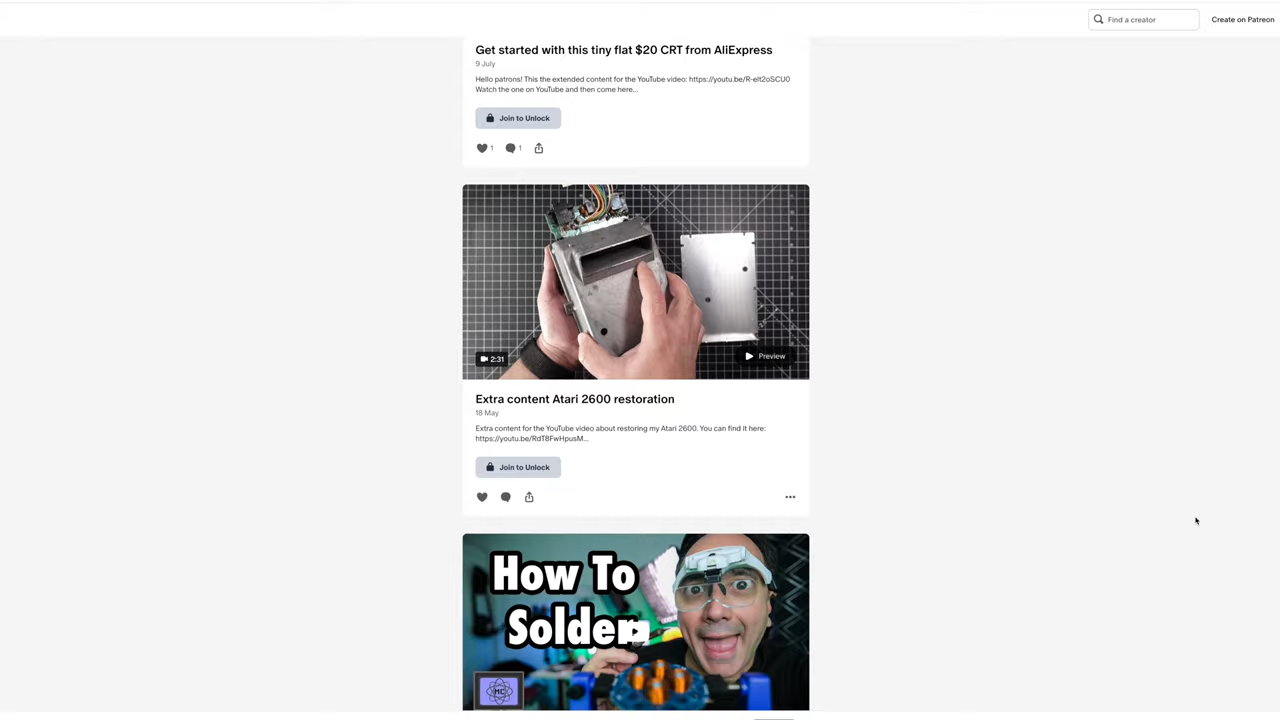 Find a creator
Create on Patreon
Get started with this tiny flat $20 CRT from AliExpress
9 July
Hello patrons! This the extended content for the YouTube video: https://youtu.be/R-elt2oSCU0
Watch the one on YouTube and then come here...
Join to Unlock
1 1
2:31
Preview
Extra content Atari 2600 restoration
18 May
Extra content for the YouTube video about restoring my Atari 2600. You can find it here:
https://youtu.be/RdT8FwHpusM...
Join to Unlock
How To
Solder
MC